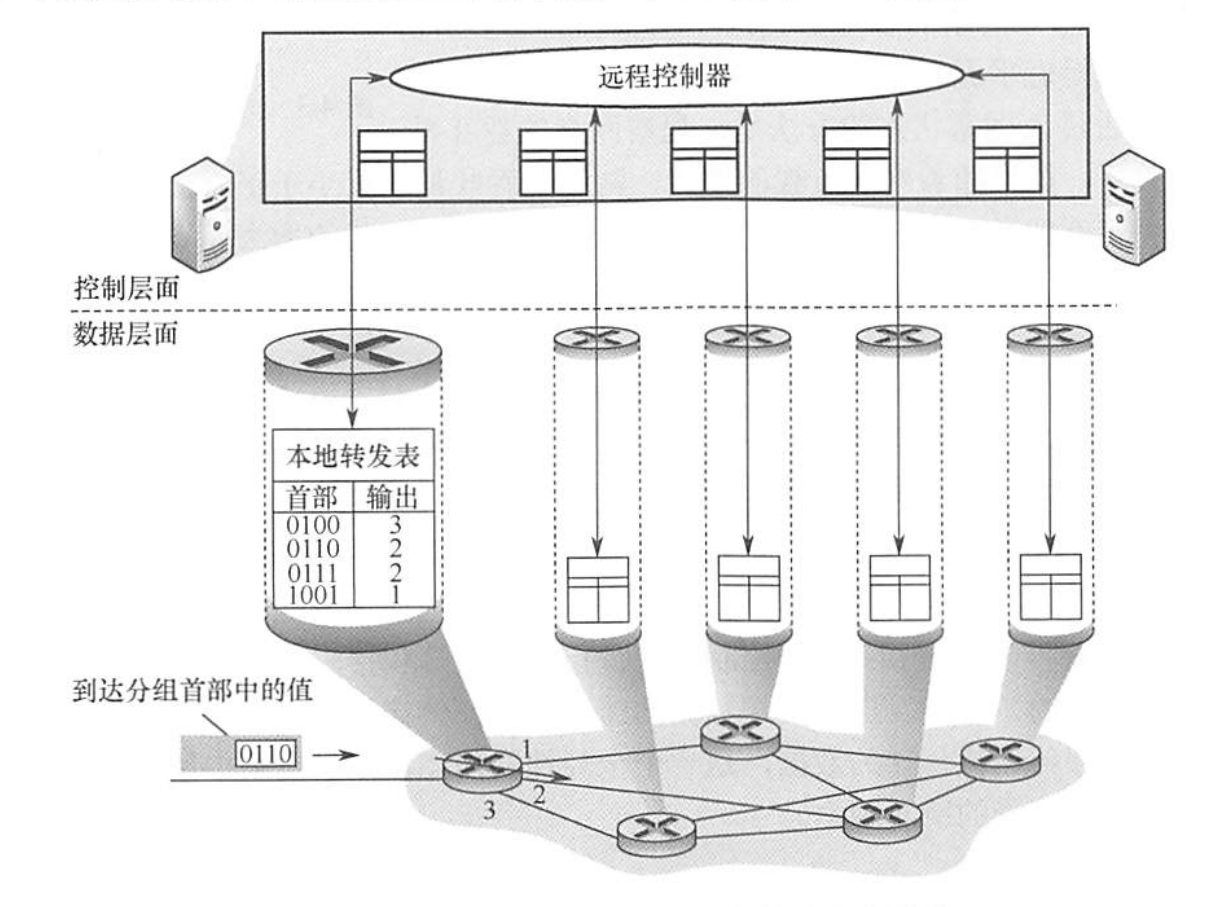 远程控制器
控制层面
数据层面
本地转发表
首部 输出
0100 3
0110 2
0111 2
1001 1
到达分组首部中的值
0110
1
2
3